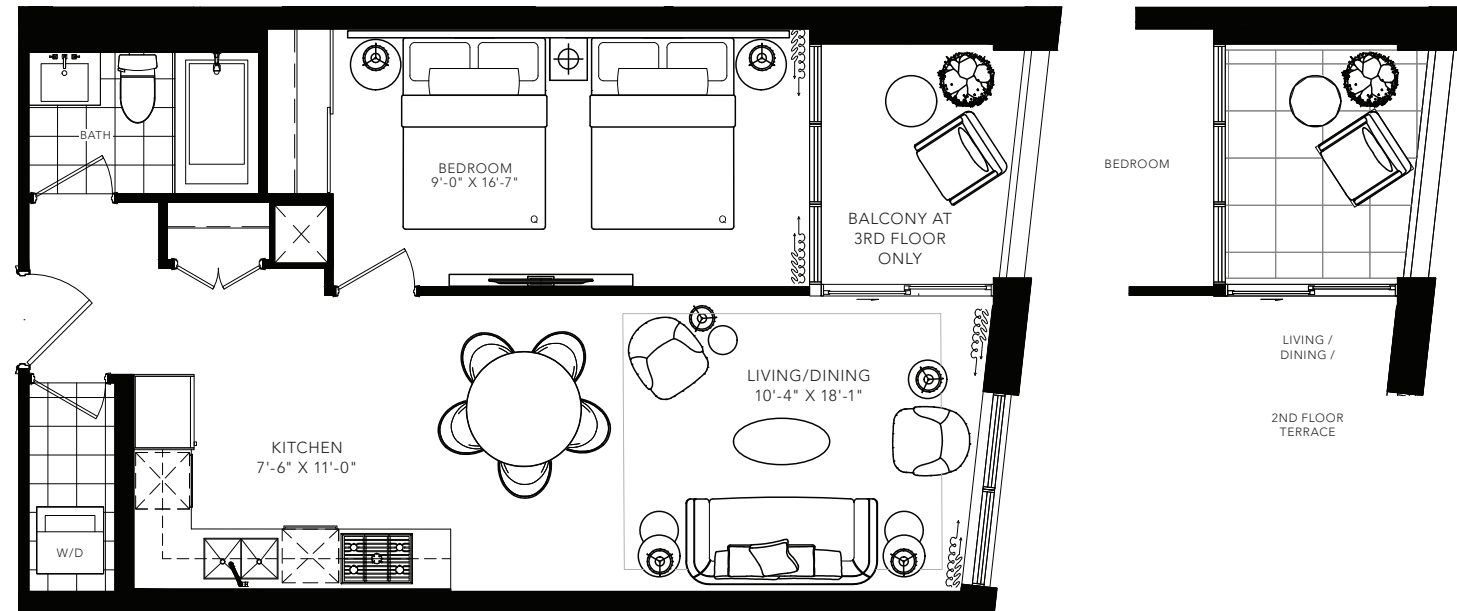 BATH
BEDROOM
9'-0" X 16'-7"
Q
Q
BALCONY AT
3RD FLOOR
ONLY
LIVING/DINING
10'-4" X 18'-1"
KITCHEN
7'-6" X 11'-0"
W/D
BEDROOM
LIVING /
DINING /
2ND FLOOR
TERRACE